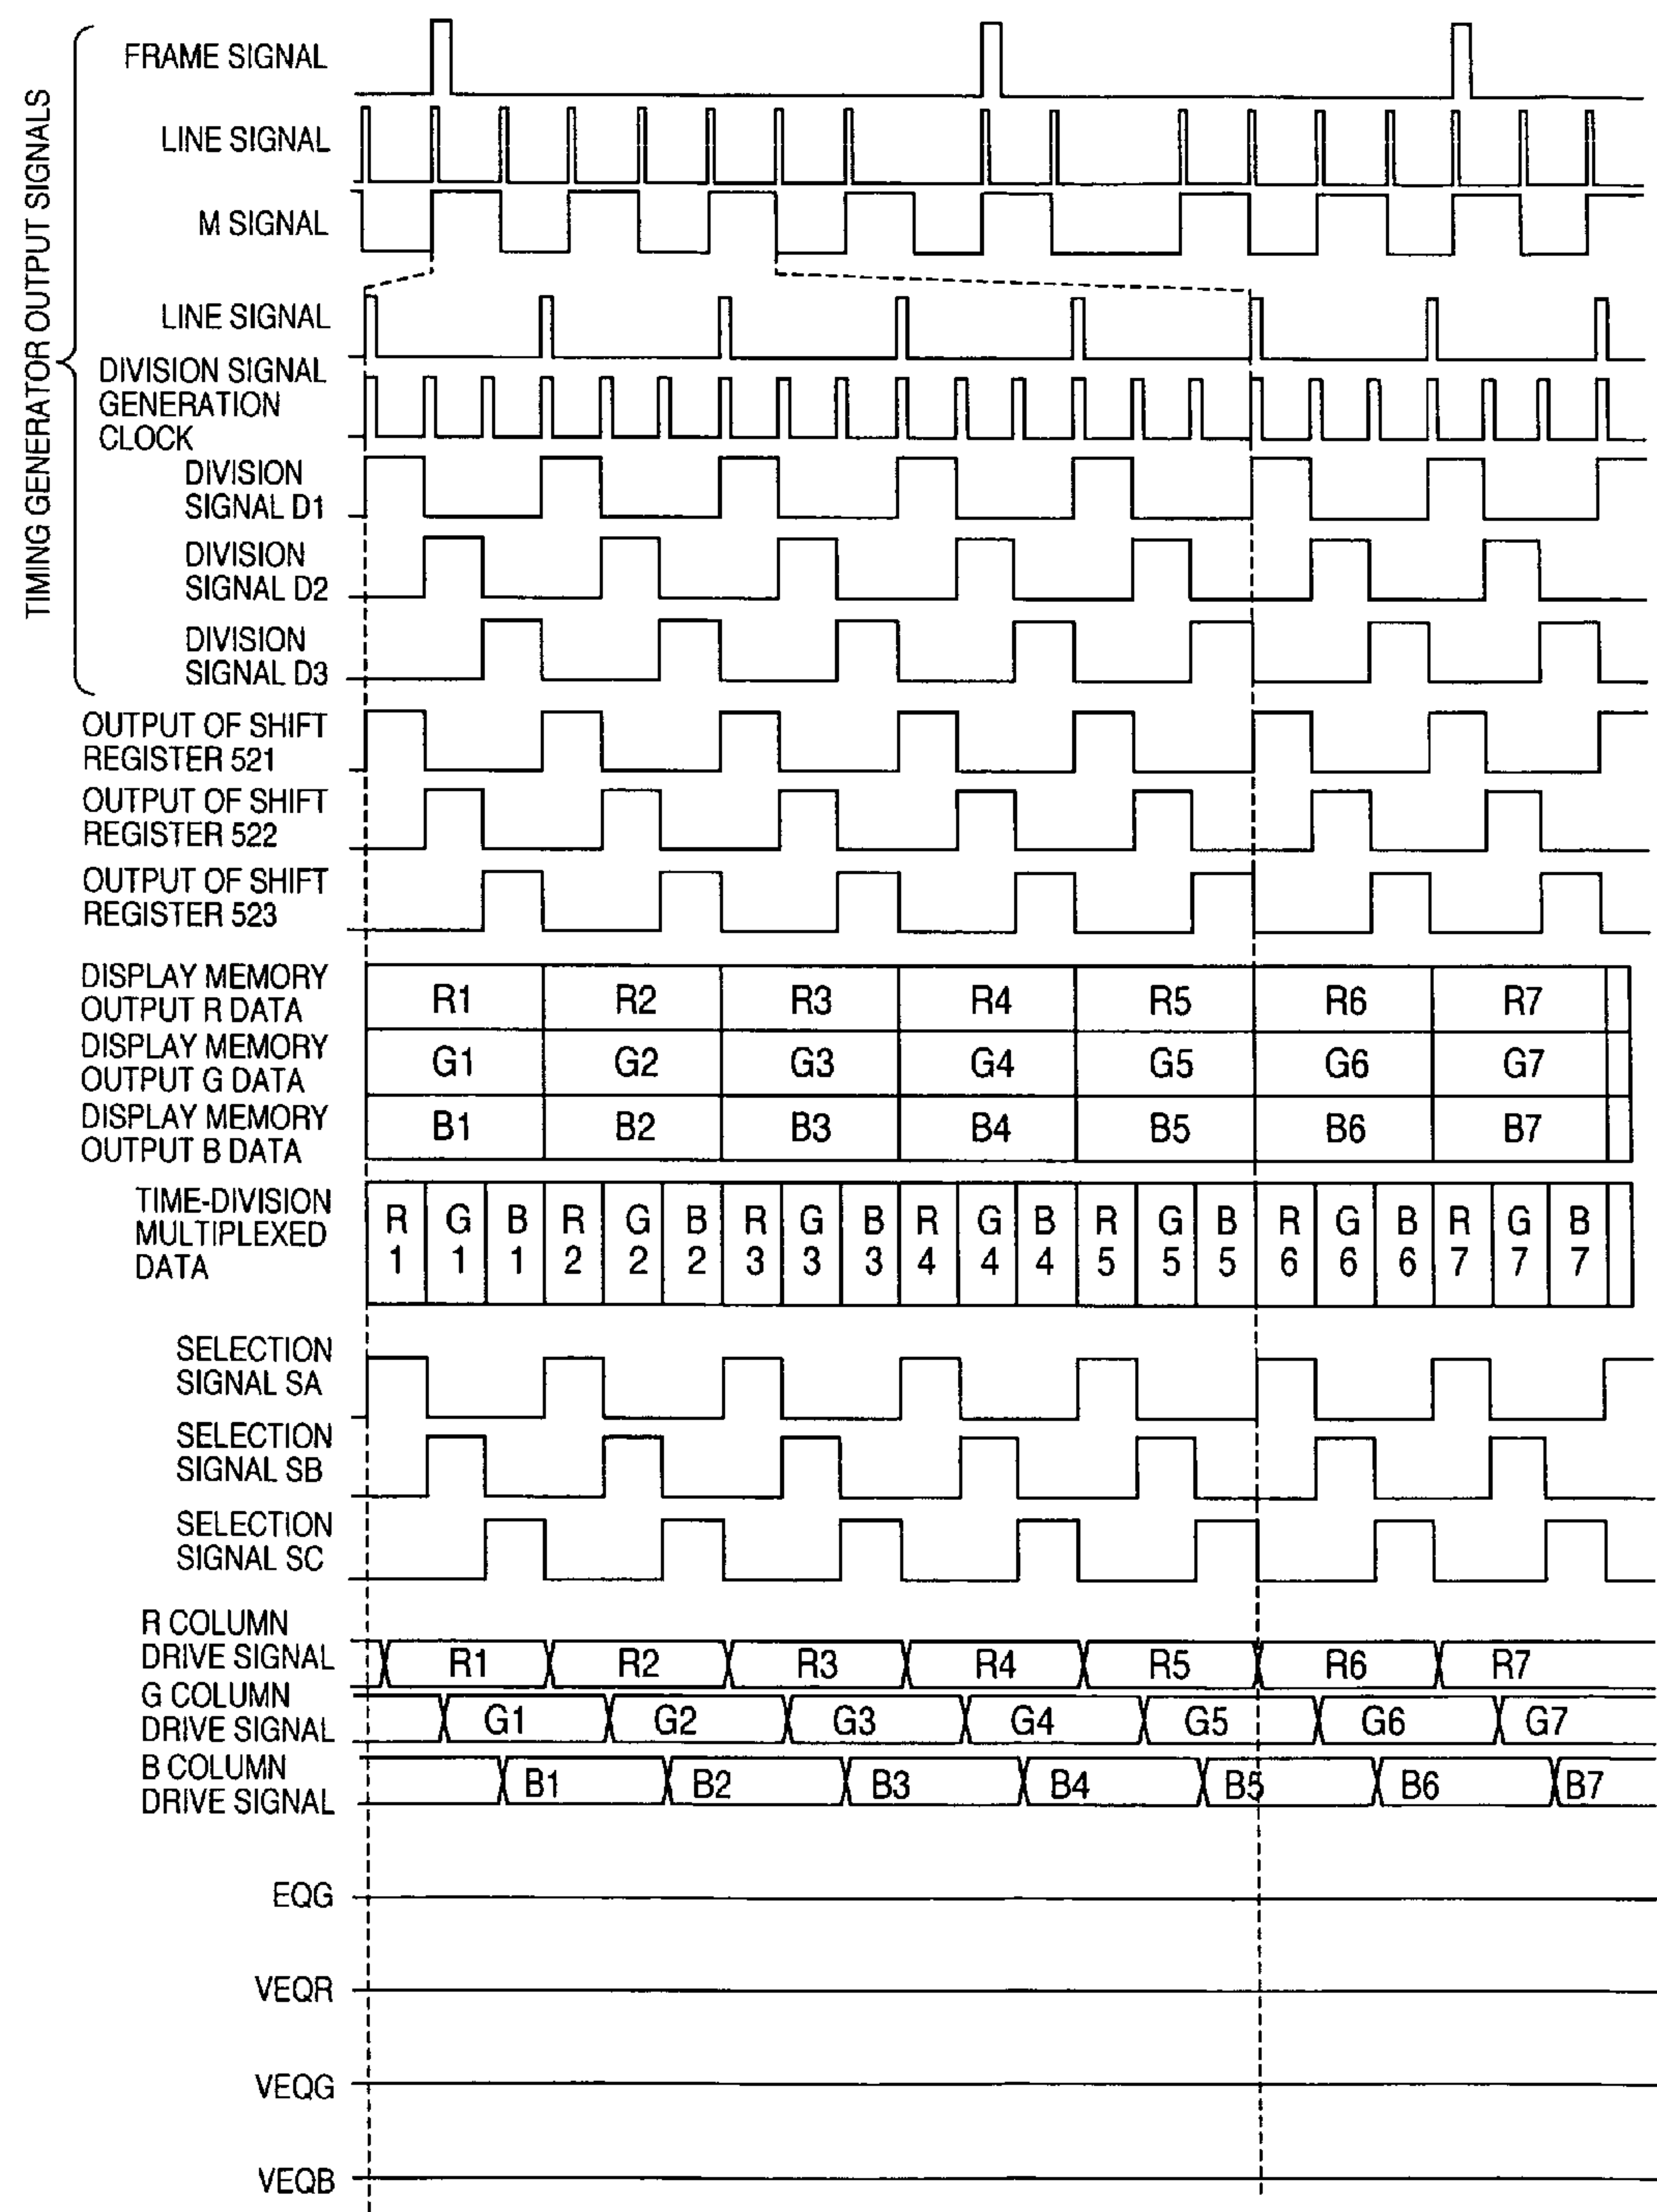 TIMING GENERATOR OUTPUT SIGNALS
FRAME SIGNAL
LINE SIGNAL
M SIGNAL
LINE SIGNAL
DIVISION SIGNAL
GENERATION
CLOCK
DIVISION
SIGNAL D1
DIVISION
SIGNAL D2
DIVISION
SIGNAL D3
OUTPUT OF SHIFT
REGISTER 521
OUTPUT OF SHIFT
REGISTER 522
OUTPUT OF SHIFT
REGISTER 523
DISPLAY MEMORY
OUTPUT R DATA
R1 R2 R3 R4 R5 R6 R7
DISPLAY MEMORY
OUTPUT G DATA
G1 G2 G3 G4 G5 G6 G7
DISPLAY MEMORY
OUTPUT B DATA
B1 B2 B3 B4 B5 B6 B7
TIME-DIVISION
MULTIPLEXED
DATA
R G B R G B R G B R G B R G B R G B R G B
1 1 1 2 2 2 3 3 3 4 4 4 5 5 5 6 6 6 7 7 7
SELECTION
SIGNAL SA
SELECTION
SIGNAL SB
SELECTION
SIGNAL SC
R COLUMN
DRIVE SIGNAL
R1 R2 R3 R4 R5 R6 R7
G COLUMN
DRIVE SIGNAL
G1 G2 G3 G4 G5 G6 G7
B COLUMN
DRIVE SIGNAL
B1 B2 B3 B4 B5 B6 B7
EQG
VEQR
VEQG
VEQB